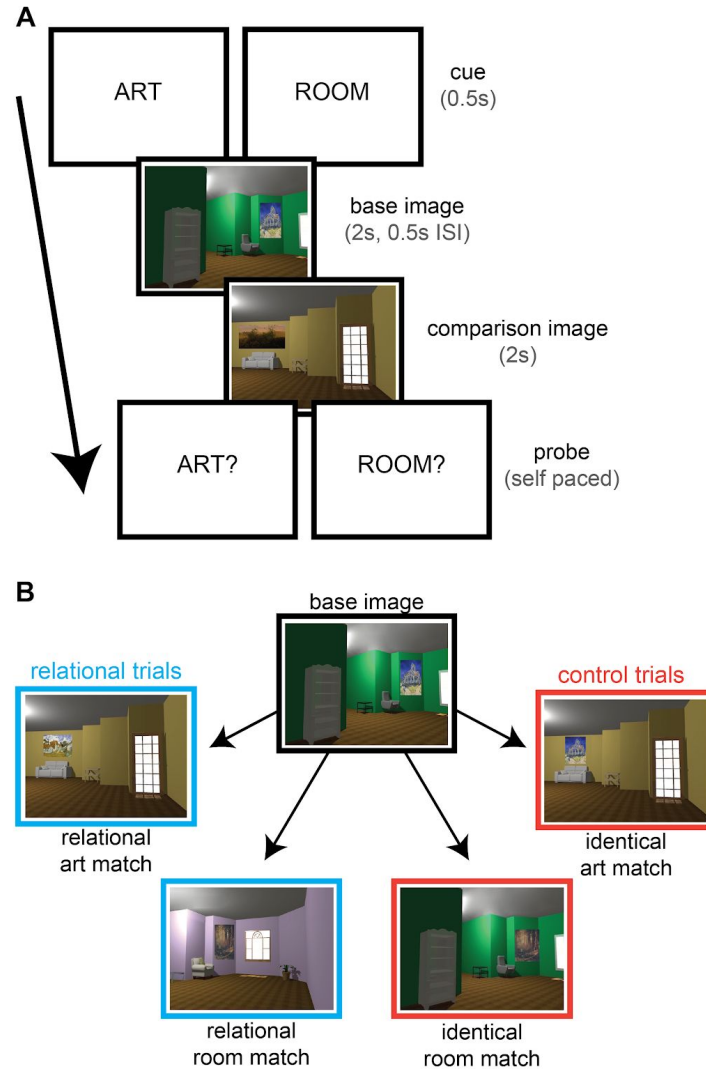 A
ART
ROOM
cue
(0.5s)
base image
(2s, 0.5s ISI)
comparison image
(2s)
ART?
ROOM?
probe
(self paced)
B
base image
relational trials
control trials
relational
art match
identical
art match
relational
room match
identical
room match